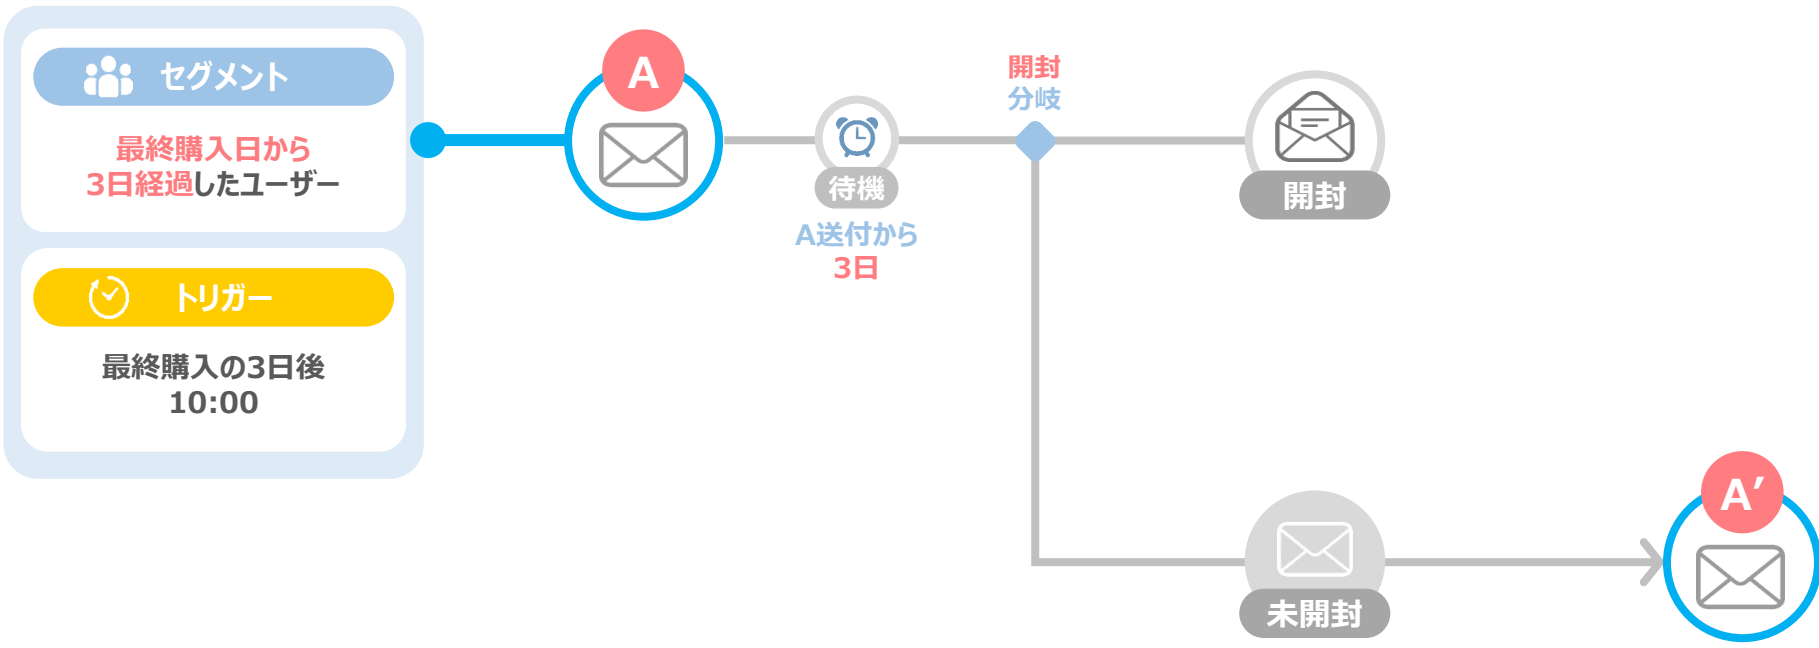 セグメント
最終購入日から
3日経過したユーザー
トリガー
最終購入の3日後
10:00
A
待機
A送付から
3日
開封
分岐
開封
未開封
A′